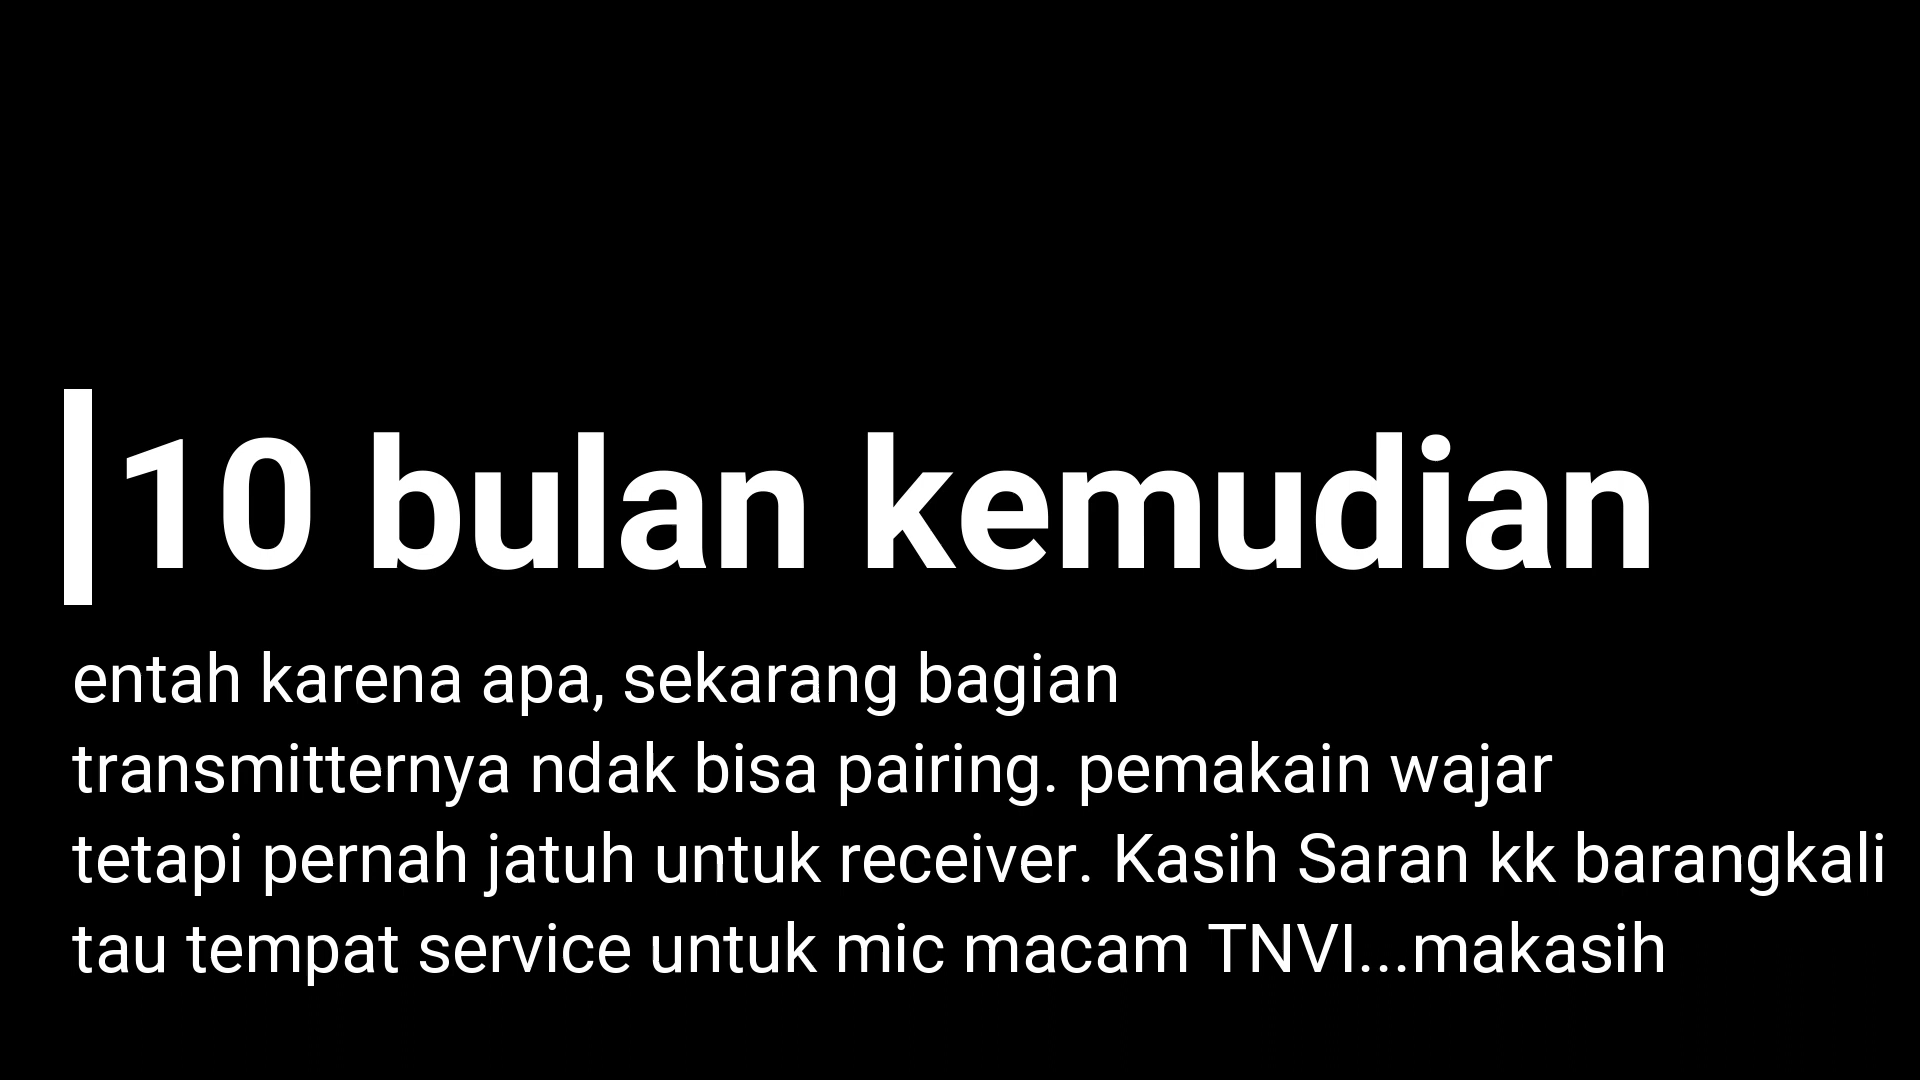 10 bulan kemudian
entah karena apa, sekarang bagian
transmitternya ndak bisa pairing. pemakain wajar
tetapi pernah jatuh untuk receiver. Kasih Saran kk barangkali
tau tempat service untuk mic macam TNVI...makasih